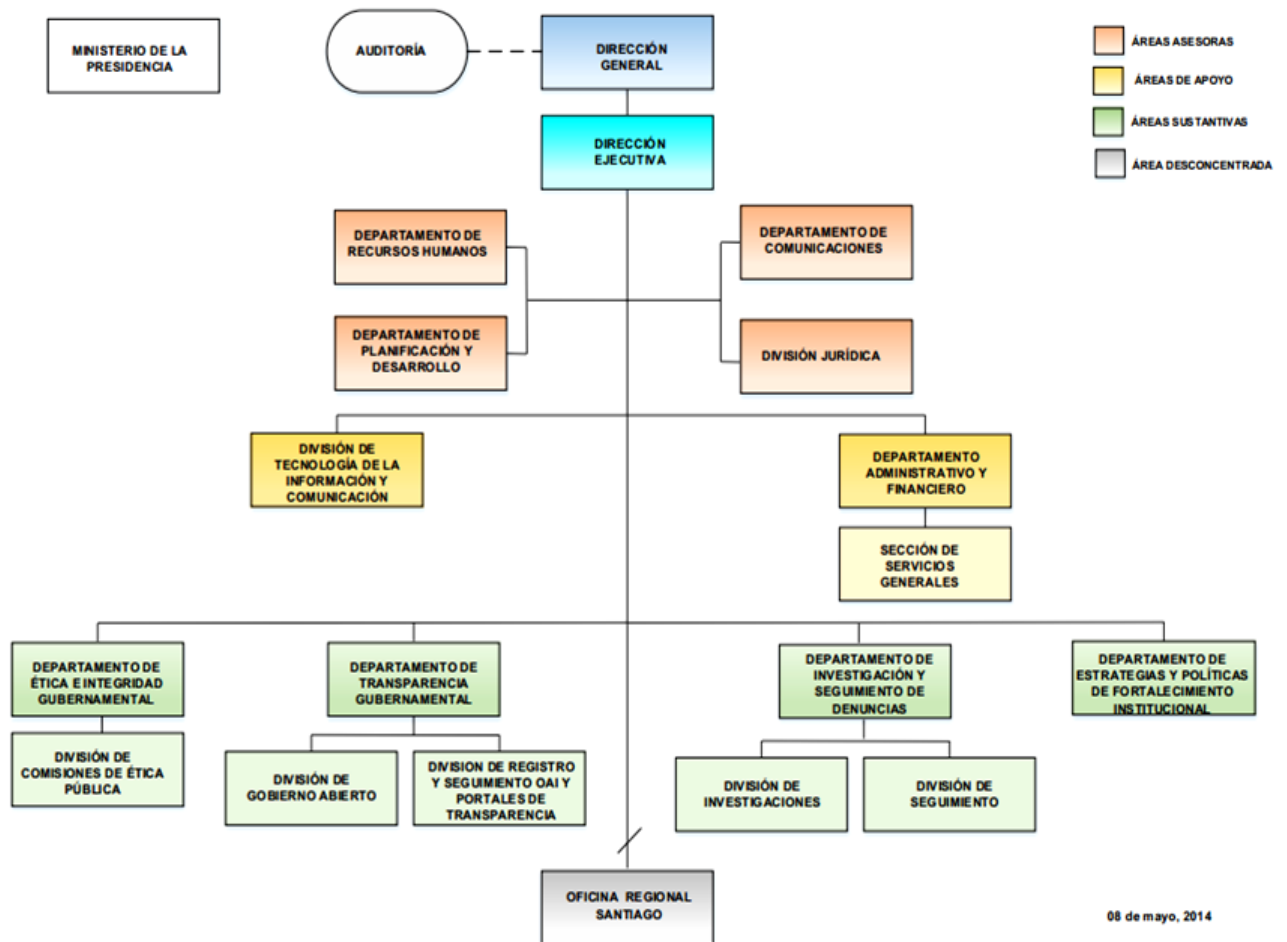 MINISTERIO DE LA
PRESIDENCIA
AUDITORÍA
DIRECCIÓN
GENERAL
ÁREAS ASESORAS
ÁREAS DE APOYO
ÁREAS SUSTANTIVAS
ÁREA DESCONCENTRADA
DIRECCIÓN
EJECUTIVA
DEPARTAMENTO DE
RECURSOS HUMANOS
DEPARTAMENTO DE
COMUNICACIONES
DEPARTAMENTO DE
PLANIFICACIÓN Y
DESARROLLO
DIVISIÓN JURÍDICA
DIVISIÓN DE
TECNOLOGÍA DE LA
INFORMACIÓN Y
COMUNICACIÓN
DEPARTAMENTO
ADMINISTRATIVO Y
FINANCIERO
SECCIÓN DE
SERVICIOS
GENERALES
DEPARTAMENTO DE
ÉTICA E INTEGRIDAD
GUBERNAMENTAL
DEPARTAMENTO DE
TRANSPARENCIA
GUBERNAMENTAL
DEPARTAMENTO DE
INVESTIGACIÓN Y
SEGUIMIENTO DE
DENUNCIAS
DEPARTAMENTO DE
ESTRATEGIAS Y POLÍTICAS
DE FORTALECIMIENTO
INSTITUCIONAL
DIVISIÓN DE
COMISIONES DE ÉTICA
PÚBLICA
DIVISIÓN DE
GOBIERNO ABIERTO
DIVISION DE REGISTRO
Y SEGUIMIENTO OAI Y
PORTALES DE
TRANSPARENCIA
DIVISIÓN DE
INVESTIGACIONES
DIVISIÓN DE
SEGUIMIENTO
OFICINA REGIONAL
SANTIAGO
08 de mayo, 2014